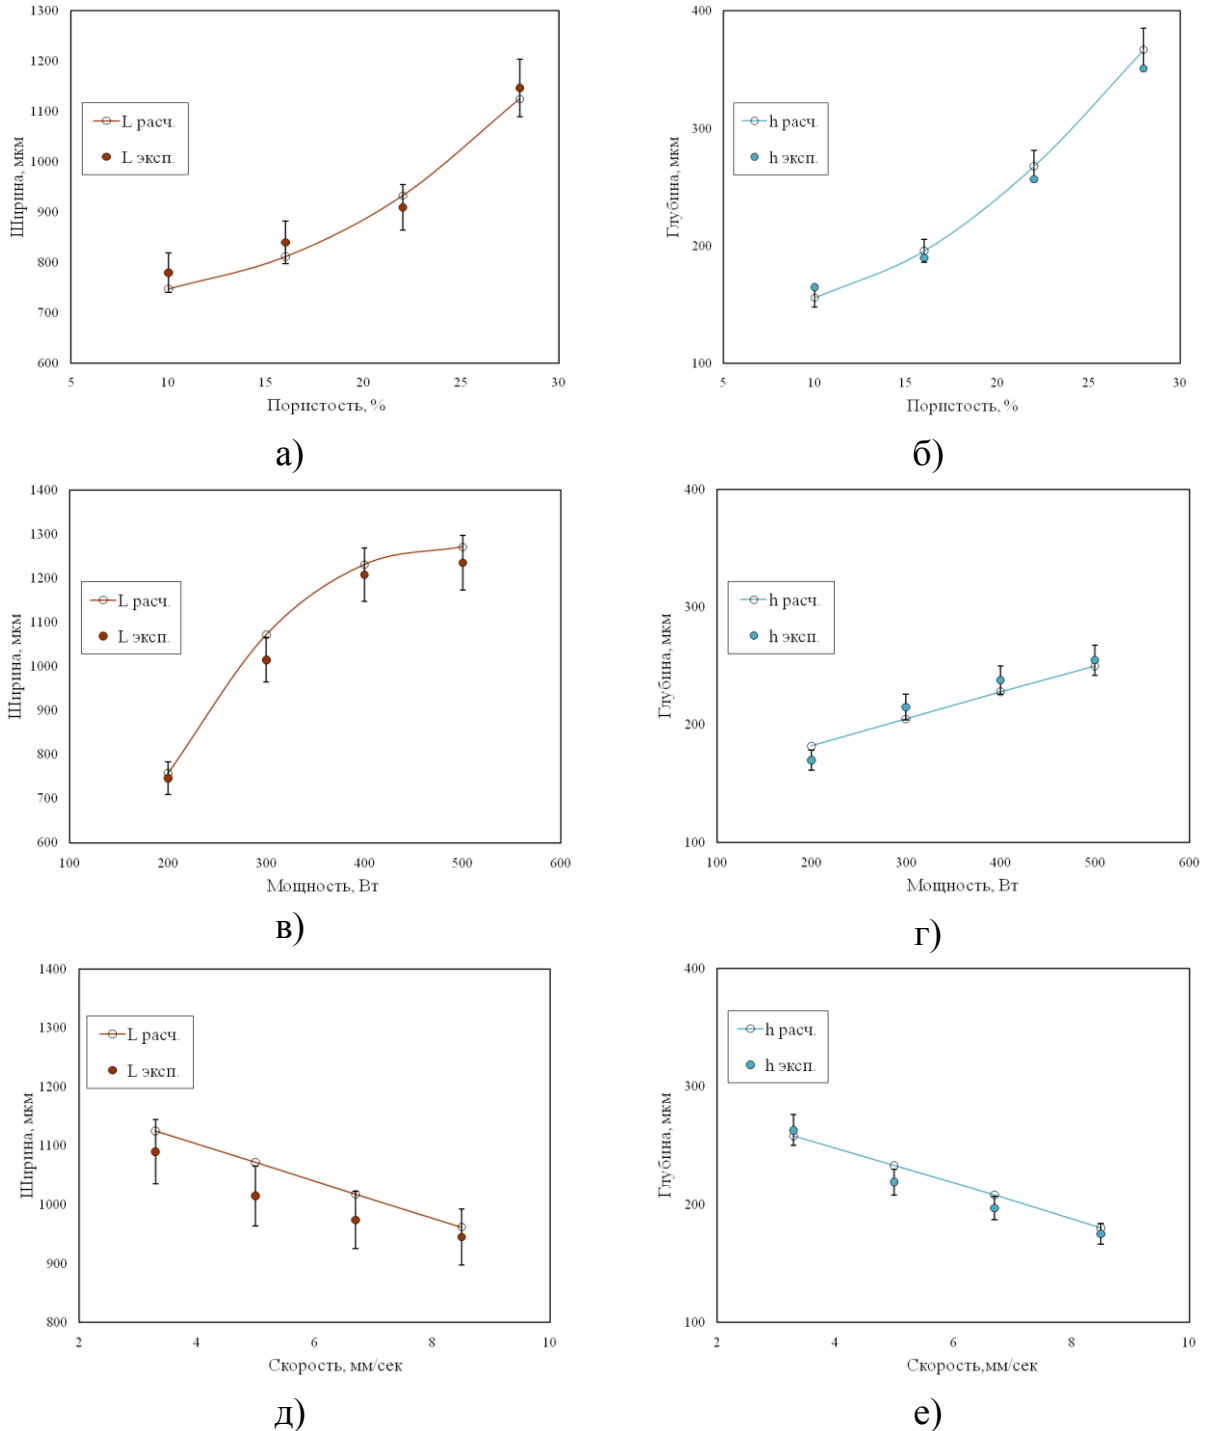 1300
1200
1100
1000
900
800
700
600
Ширина, мкм
L расч.
L эксп.
5 10 15 20 25 30
Пористость, %
а)
400
300
200
100
Глубина, мкм
h расч.
h эксп.
5 10 15 20 25 30
Пористость, %
б)
1400
1300
1200
1100
1000
900
800
700
600
Ширина, мкм
L расч.
L эксп.
100 200 300 400 500 600
Мощность, Вт
в)
400
300
200
100
Глубина, мкм
h расч.
h эксп.
100 200 300 400 500 600
Мощность, Вт
г)
1400
1300
1200
1100
1000
900
800
Ширина, мкм
L расч.
L эксп.
2 4 6 8 10
Скорость, мм/сек
д)
400
300
200
100
Глубина, мкм
h расч.
h эксп.
2 4 6 8 10
Скорость,мм/сек
е)